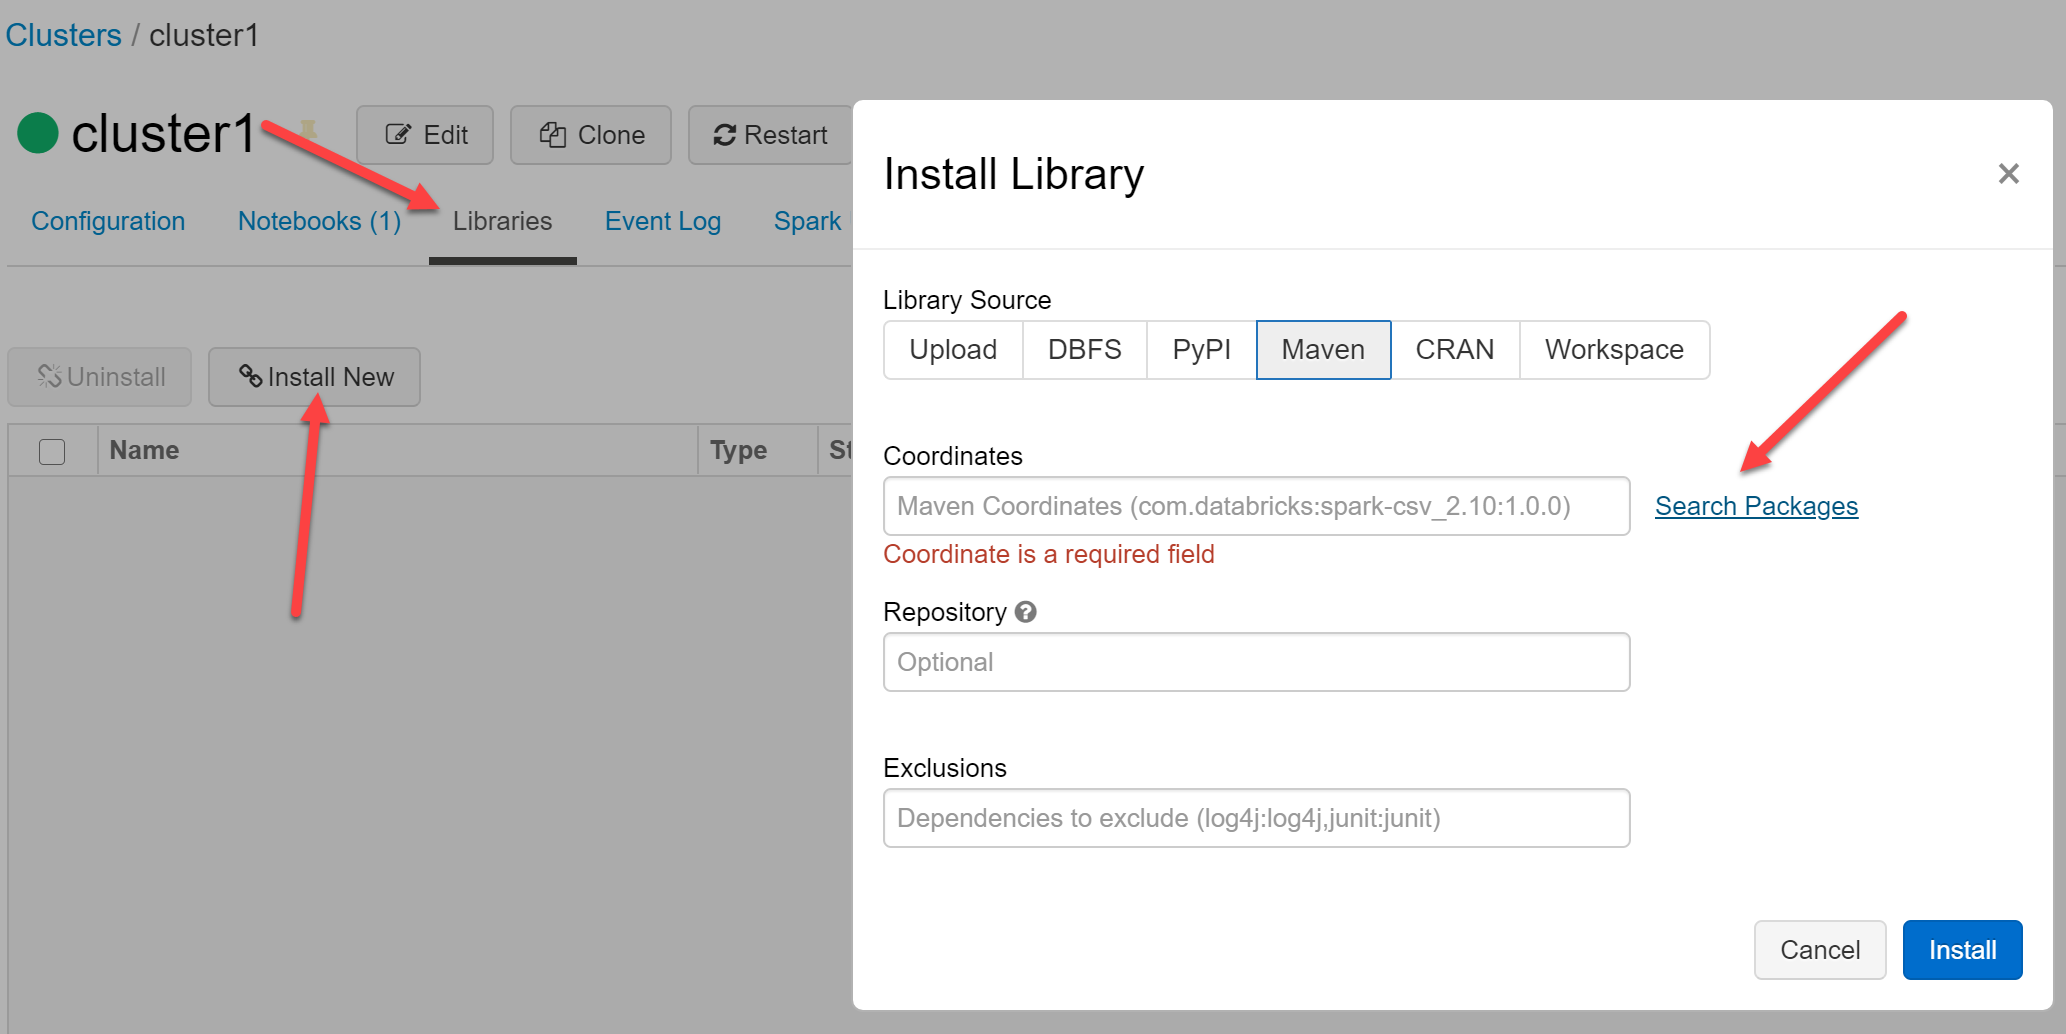 Clusters / cluster1
cluster1
Edit
Clone
Restart
Configuration
Notebooks (1)
Libraries
Event Log
Spark
Uninstall
Install New
Name
Type
Install Library
×
Library Source
Upload
DBFS
PyPI
Maven
CRAN
Workspace
Coordinates
Maven Coordinates (com.databricks:spark-csv_2.10:1.0.0)
Search Packages
Coordinate is a required field
Repository ?
Optional
Exclusions
Dependencies to exclude (log4j:log4j,junit:junit)
Cancel
Install